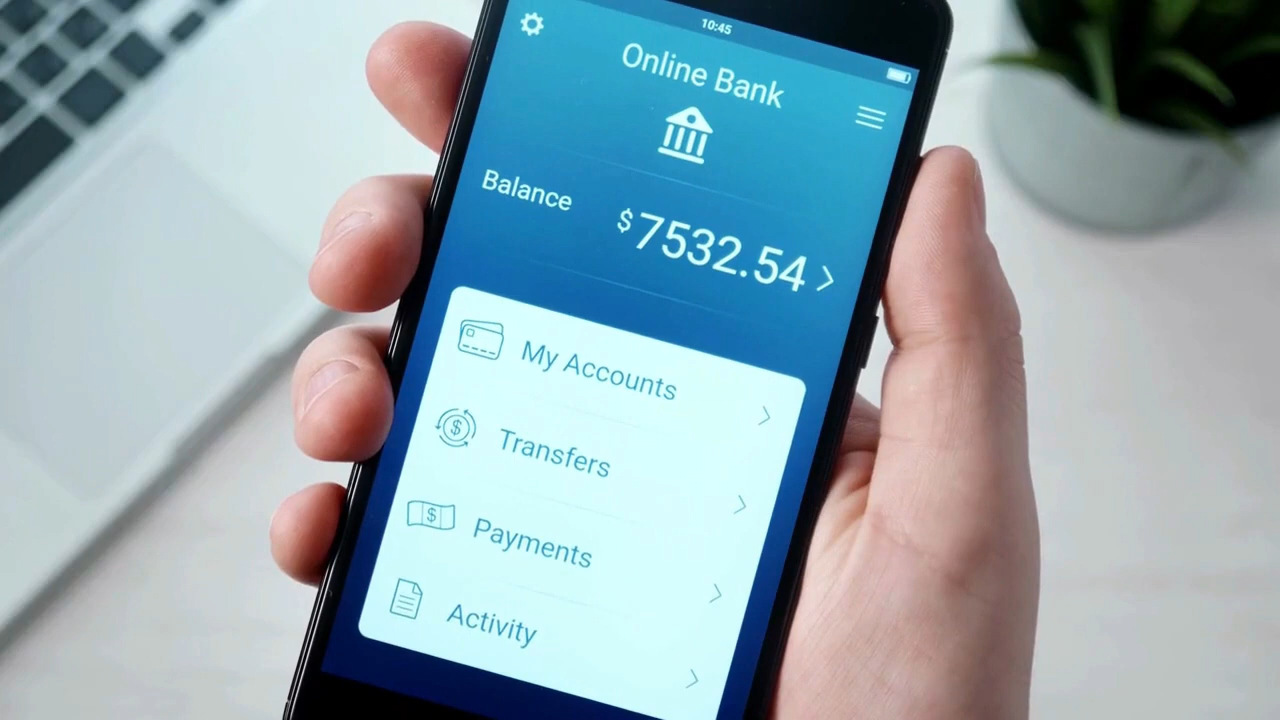 10:45
Online Bank
Balance
$7532.54
My Accounts
Transfers
Payments
Activity